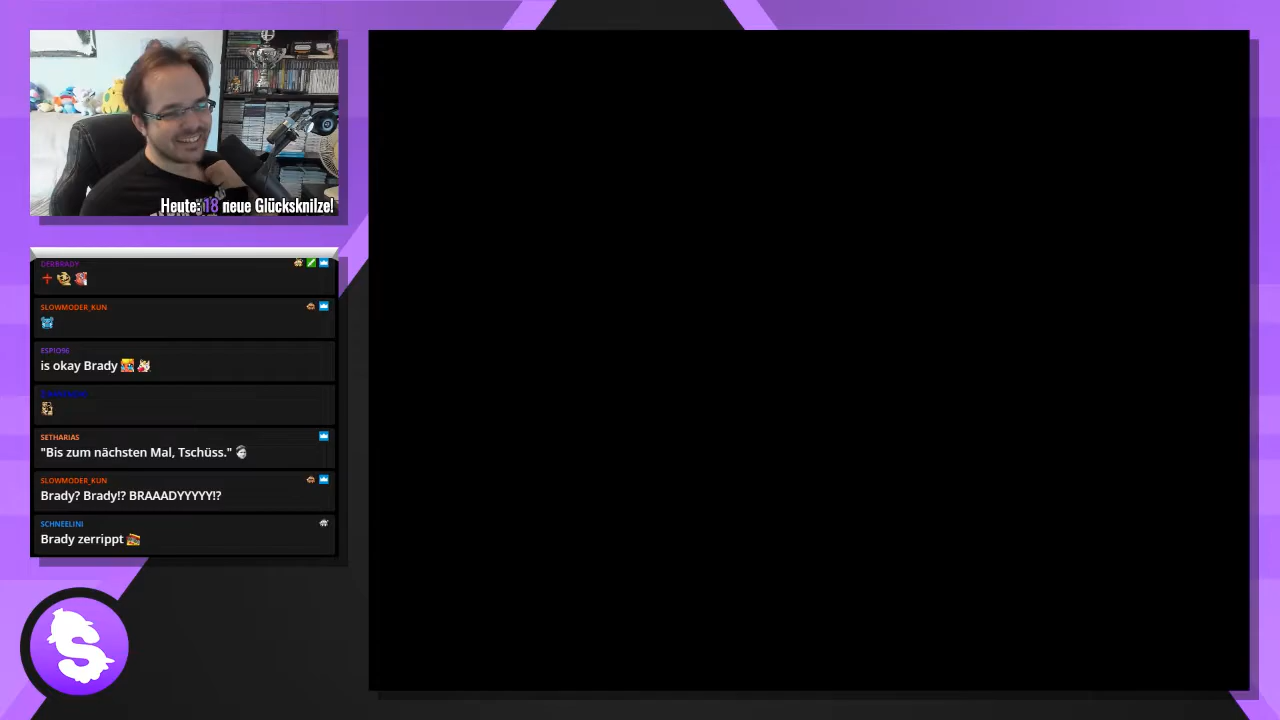 Heute: 18 neue Glücksknilze!
DERBRADY
SLOWMODER_KUN
ESPIO96
is okay Brady
SETHARIAS
"Bis zum nächsten Mal, Tschüss."
SLOWMODER_KUN
Brady? Brady!? BRAAADYYYYY!?
SCHNEELINI
Brady zerrippt
S